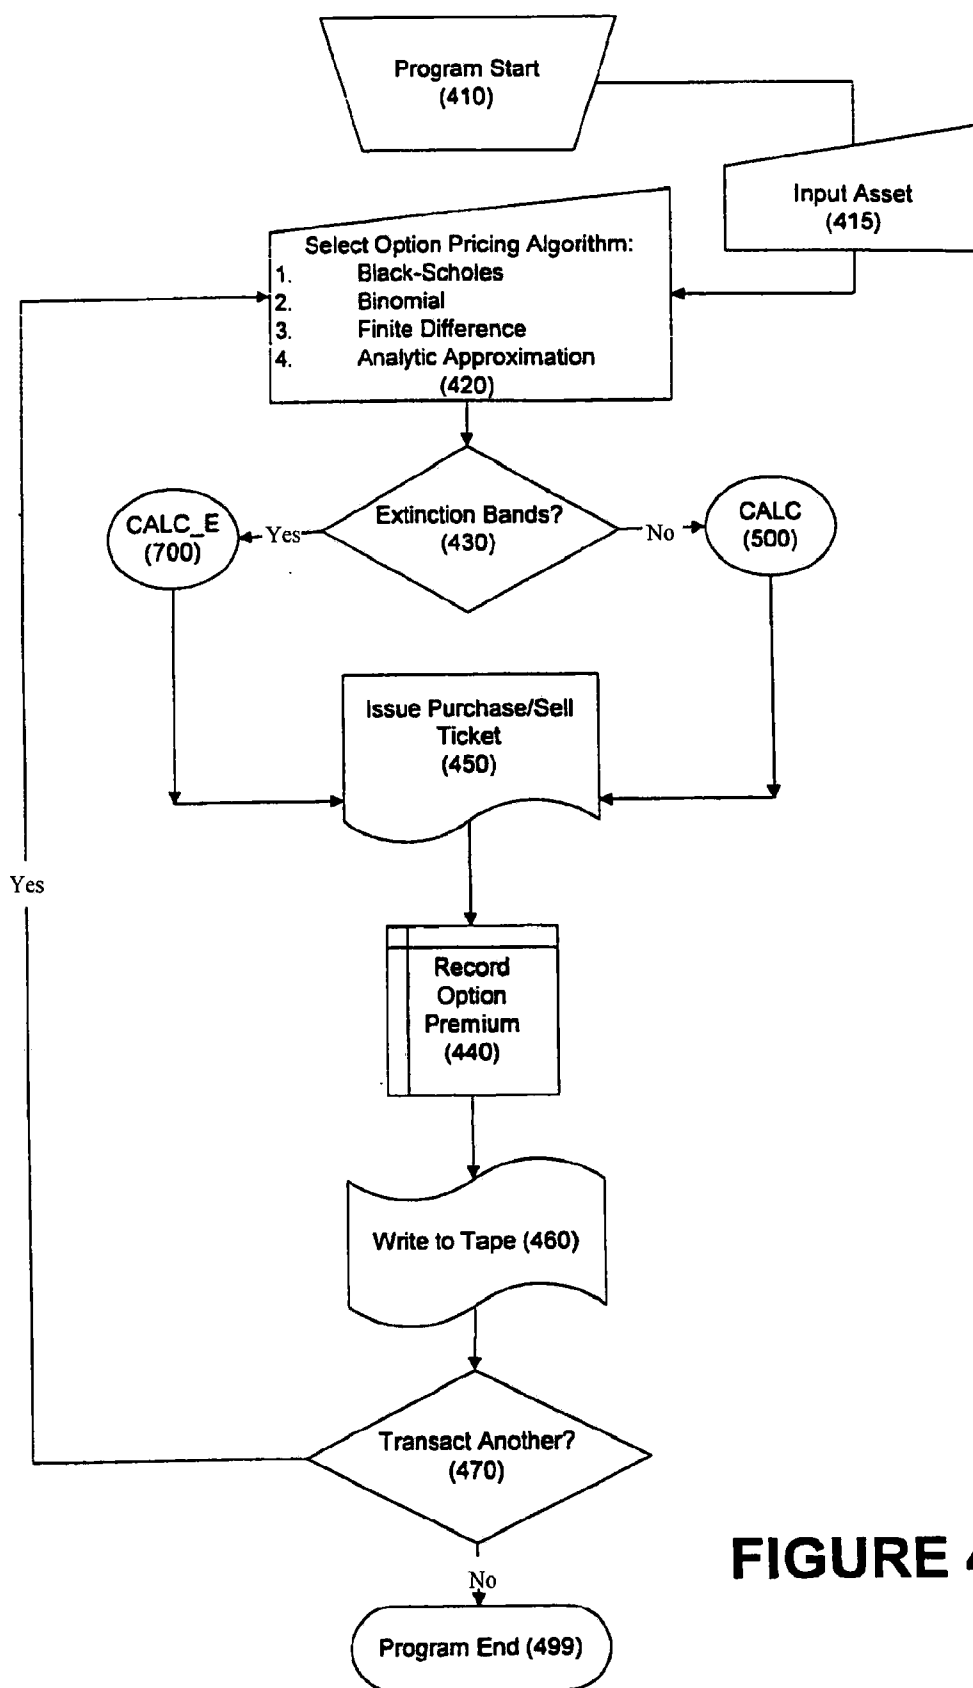 Program Start
(410)
Input Asset
(415)
Select Option Pricing Algorithm:
1. Black-Scholes
2. Binomial
3. Finite Difference
4. Analytic Approximation
(420)
Extinction Bands?
(430)
Yes
No
CALC_E
(700)
CALC
(500)
Issue Purchase/Sell
Ticket
(450)
Yes
Record
Option
Premium
(440)
Write to Tape (460)
Transact Another?
(470)
No
Program End (499)
FIGURE 4